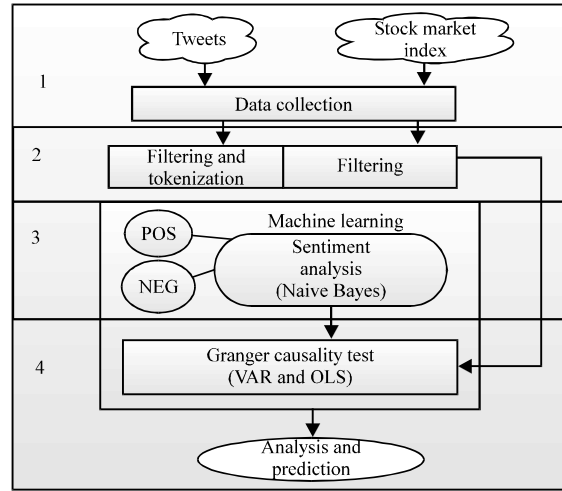 Tweets
Stock market
index
1
Data collection
2
Filtering and
tokenization
Filtering
3
Machine learning
POS
NEG
Sentiment
analysis
(Naive Bayes)
4
Granger causality test
(VAR and OLS)
Analysis and
prediction